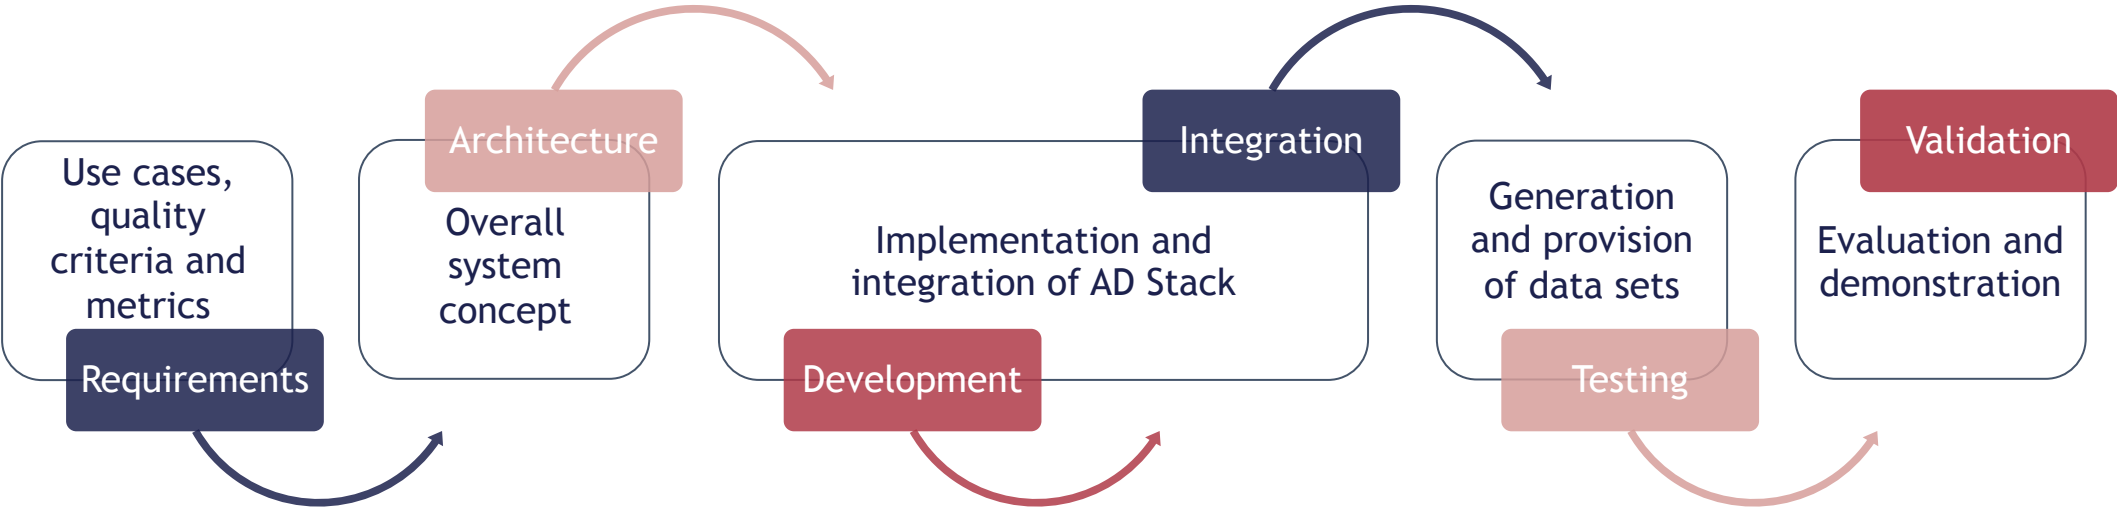 Use cases,
quality
criteria and
metrics
Requirements
Architecture
Overall
system
concept
Implementation and
integration of AD Stack
Development
Integration
Generation
and provision
of data sets
Testing
Validation
Evaluation and
demonstration